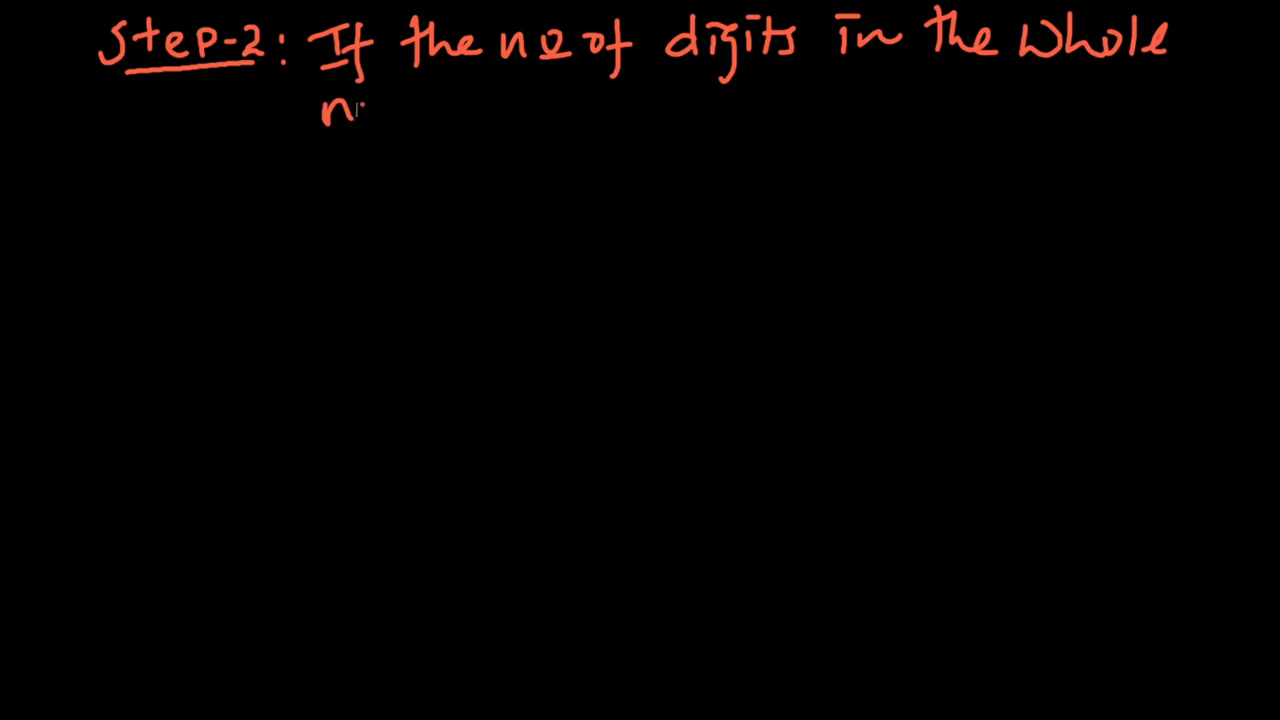 Step-2: If the no of digits in the whole
n